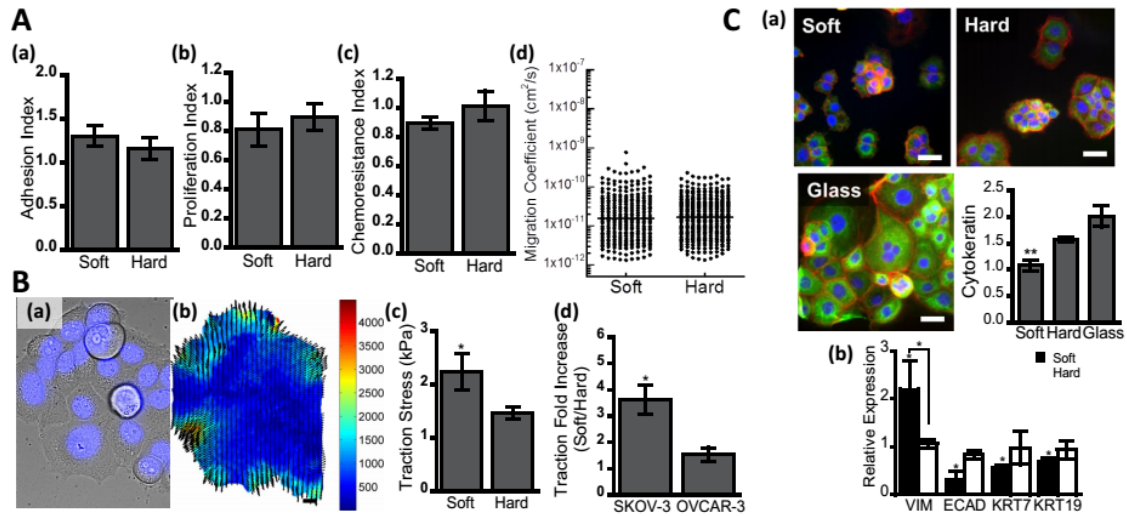 A
(a)
2.0
1.5
1.0
0.5
0.0
Adhesion Index
Soft Hard
(b)
1.2
1.0
0.8
0.6
0.4
0.2
0.0
Proliferation Index
Soft Hard
(c)
1.2
1.0
0.8
0.6
0.4
0.2
0.0
Chemoresistance Index
Soft Hard
(d)
1x10⁻⁷
1x10⁻⁸
1x10⁻⁹
1x10⁻¹⁰
1x10⁻¹¹
1x10⁻¹²
Migration Coefficient (cm²/s)
Soft Hard
B
(a)
(b)
4000
3500
3000
2500
2000
1500
1000
500
(c)
3
2
1
0
Traction Stress (kPa)
*
Soft Hard
(d)
6
5
4
3
2
1
0
Traction Fold Increase
(Soft/Hard)
*
SKOV-3 OVCAR-3
C
(a)
Soft
Hard
Glass
2.5
2.0
1.5
1.0
0.5
0.0
Cytokeratin
**
Soft Hard Glass
(b)
3
2
1
0
Relative Expression
*
*
*
*
*
Soft
Hard
VIM ECAD KRT7 KRT19